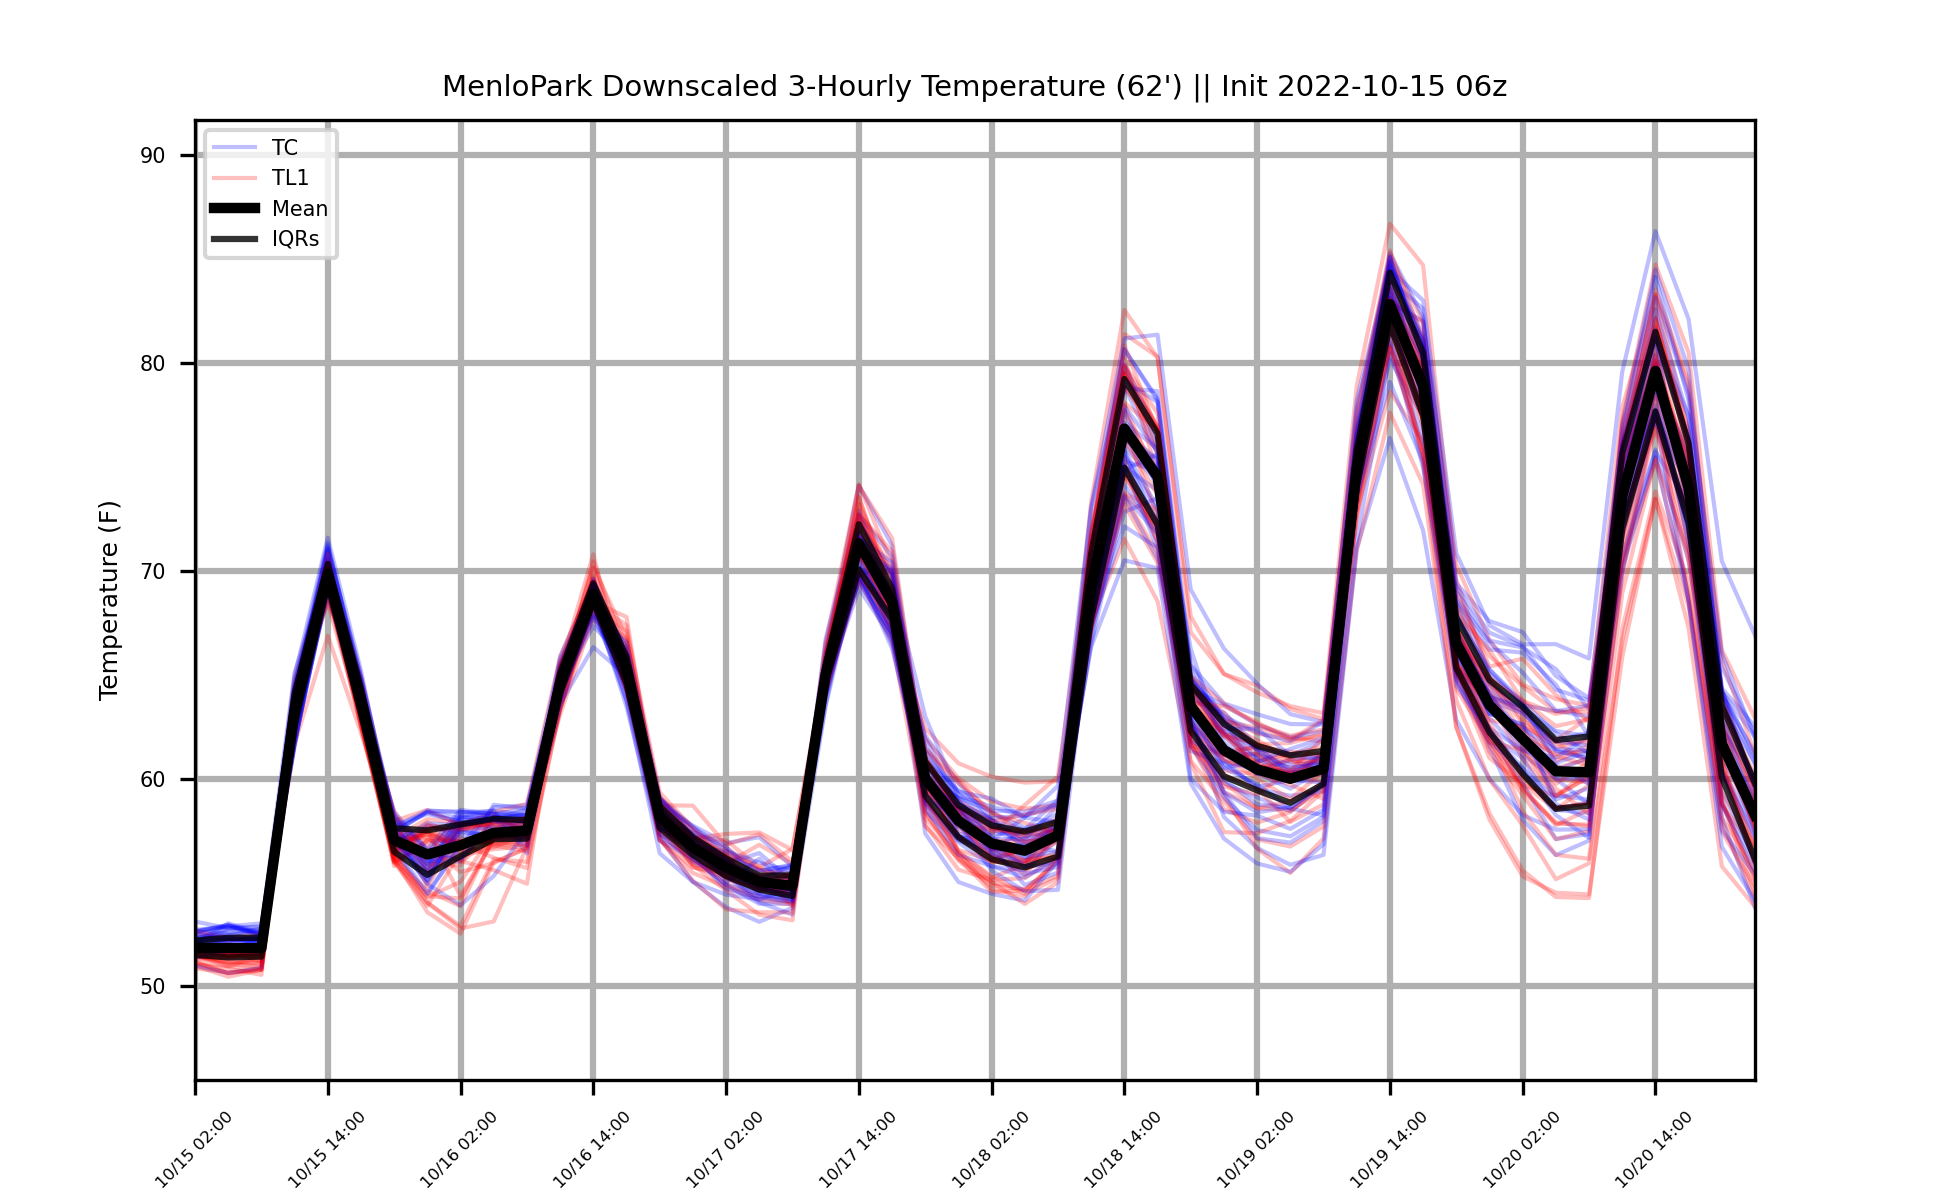 MenloPark Downscaled 3-Hourly Temperature (62') || Init 2022-10-15 06z
TC
TL1
Mean
IQRs
Temperature (F)
90
80
70
60
50
10/15 02:00
10/15 14:00
10/16 02:00
10/16 14:00
10/17 02:00
10/17 14:00
10/18 02:00
10/18 14:00
10/19 02:00
10/19 14:00
10/20 02:00
10/20 14:00